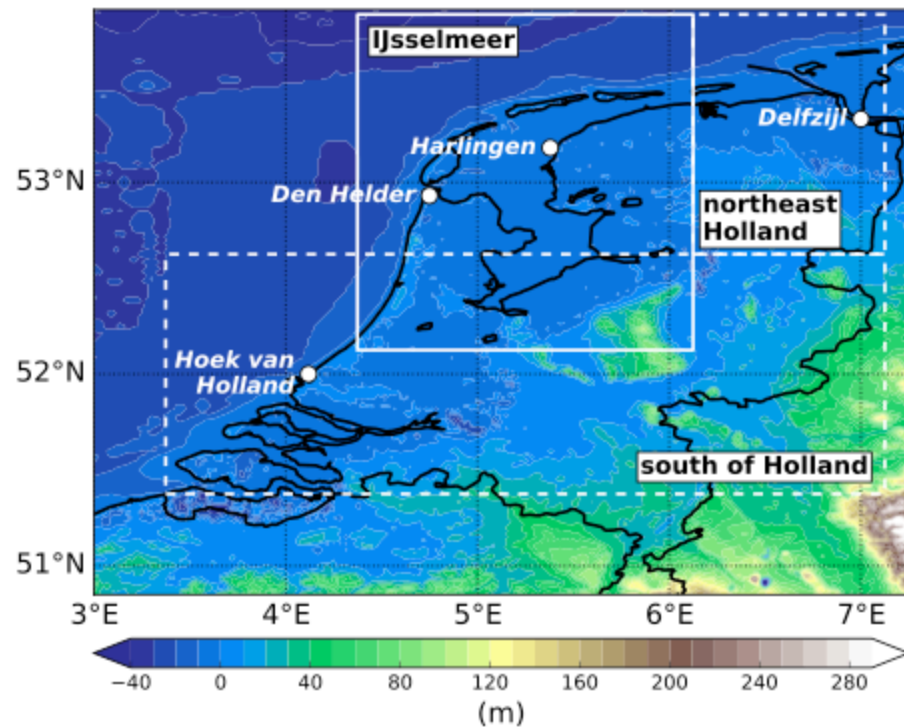 IJsselmeer
Delfzijl
Harlingen
53°N
Den Helder
northeast
Holland
Hoek van
Holland
52°N
south of Holland
51°N
3°E 4°E 5°E 6°E 7°E
−40 0 40 80 120 160 200 240 280
(m)